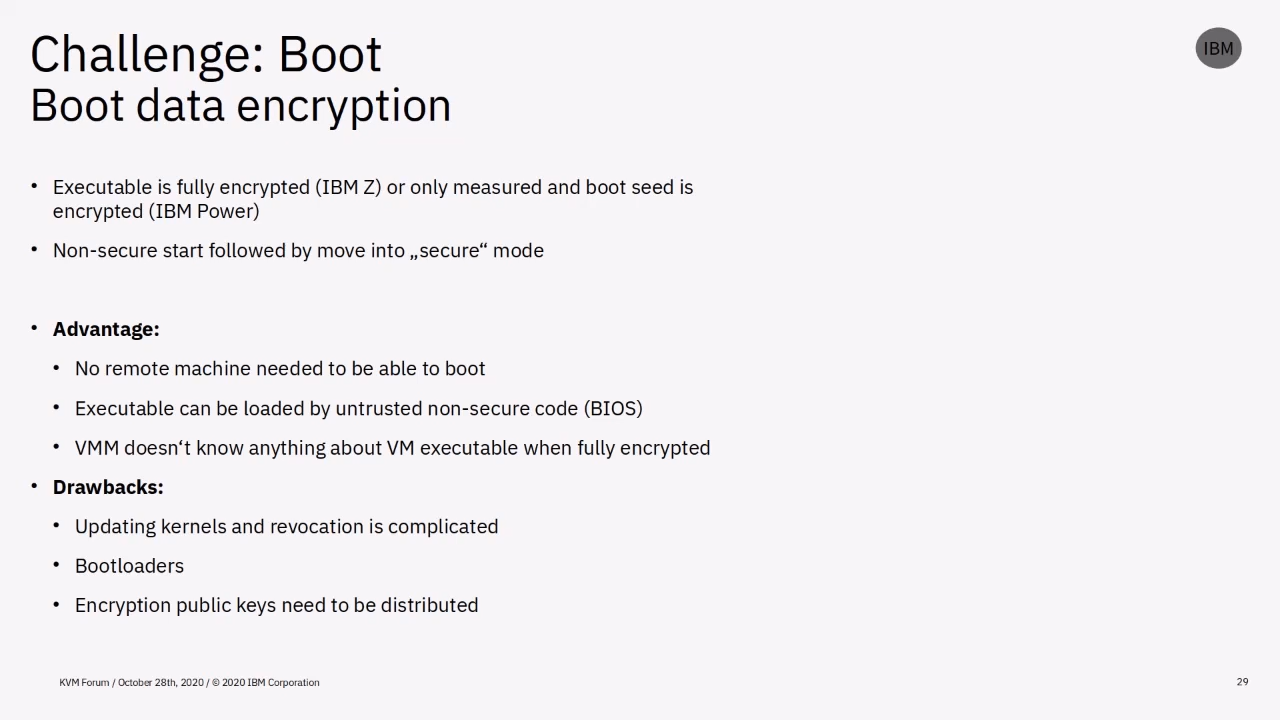 Challenge: Boot
Boot data encryption
IBM
• Executable is fully encrypted (IBM Z) or only measured and boot seed is
encrypted (IBM Power)
• Non-secure start followed by move into „secure“ mode
• Advantage:
• No remote machine needed to be able to boot
• Executable can be loaded by untrusted non-secure code (BIOS)
• VMM doesn‘t know anything about VM executable when fully encrypted
• Drawbacks:
• Updating kernels and revocation is complicated
• Bootloaders
• Encryption public keys need to be distributed
KVM Forum / October 28th, 2020 / © 2020 IBM Corporation
29